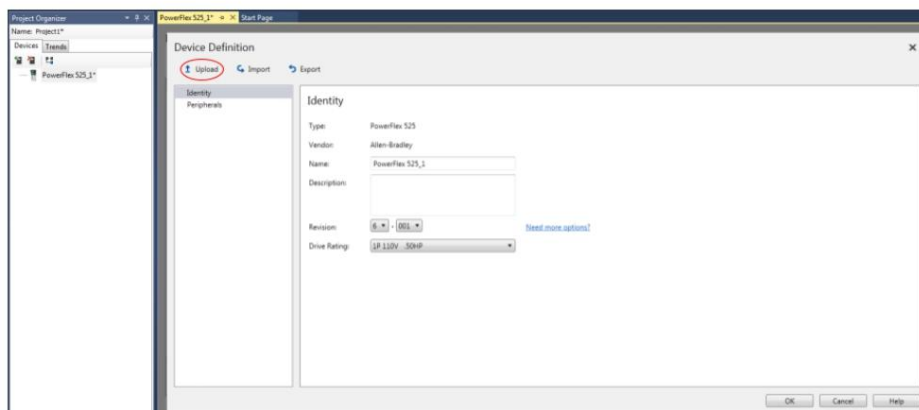 Project Organizer
Name: Project1*
Devices Trends
PowerFlex 525_1*
PowerFlex 525_1* Start Page
Device Definition
Upload Import Export
Identity
Peripherals
Identity
Type: PowerFlex 525
Vendor: Allen-Bradley
Name: PowerFlex 525_1
Description:
Revision: 6 - 001 Need more options?
Drive Rating: 1P 110V .50HP
OK Cancel Help